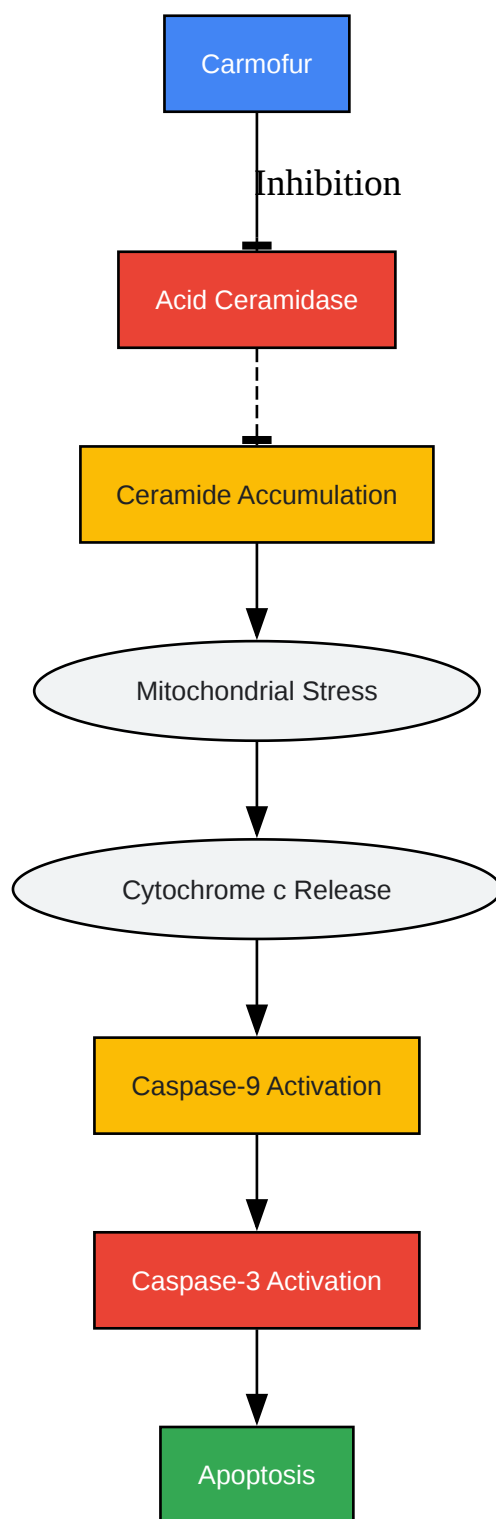 Carmofur
Inhibition
Acid Ceramidase
Ceramide Accumulation
Mitochondrial Stress
Cytochrome c Release
Caspase-9 Activation
Caspase-3 Activation
Apoptosis